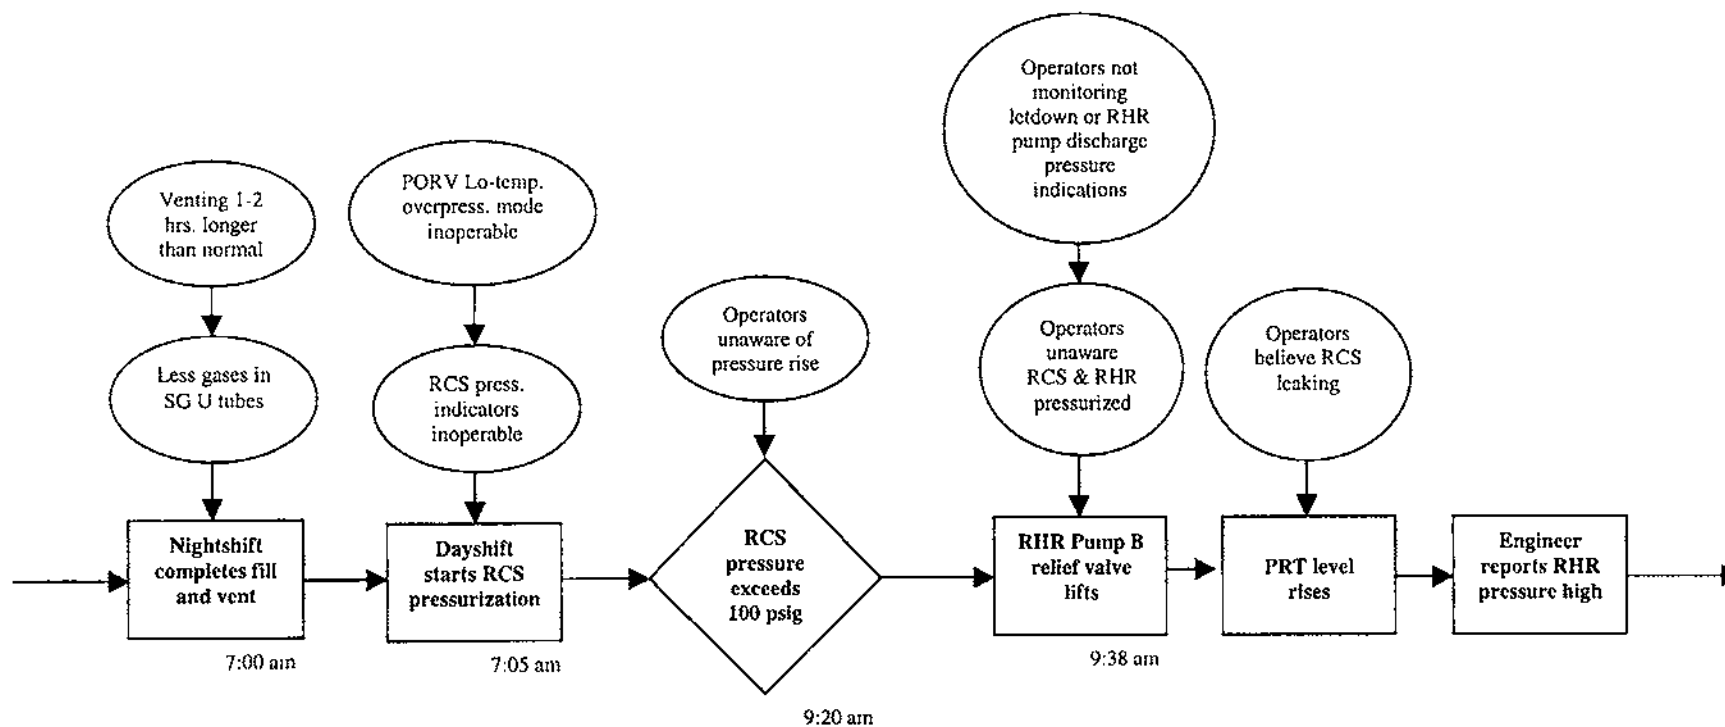 Operators not
monitoring
letdown or RHR
pump discharge
pressure
indications
Venting 1-2
hrs. longer
than normal
PORV Lo-temp.
overpress. mode
inoperable
Operators
unaware of
pressure rise
Operators
unaware
RCS & RHR
pressurized
Operators
believe RCS
leaking
Less gases in
SG U tubes
RCS press.
indicators
inoperable
Nightshift
completes fill
and vent
Dayshift
starts RCS
pressurization
RCS
pressure
exceeds
100 psig
RHR Pump B
relief valve
lifts
PRT level
rises
Engineer
reports RHR
pressure high
7:00 am
7:05 am
9:20 am
9:38 am